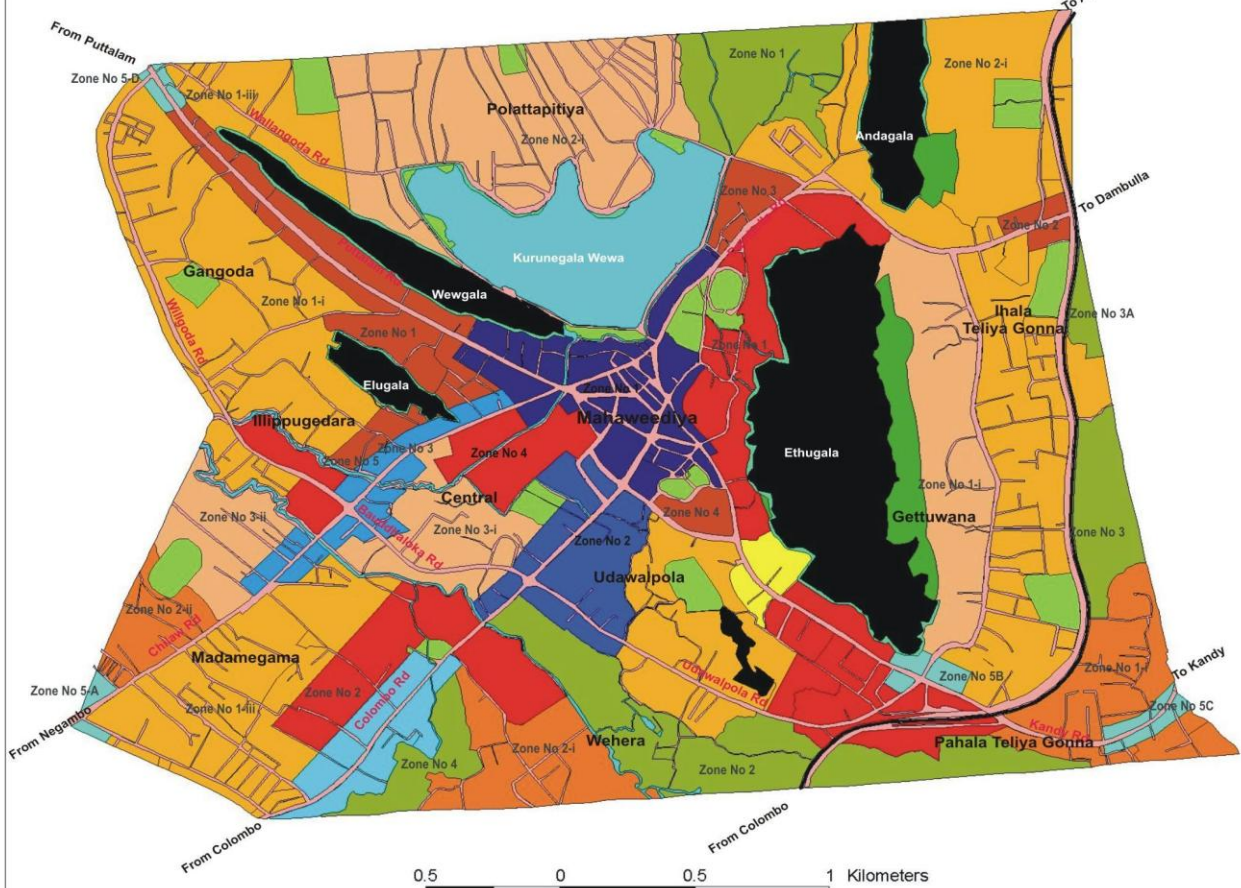 From Puttalam
Zone No 5-D
Zone No 1-iii
Wallangoda Rd
Polattapitiya
Zone No 2-i
Zone No 1
Zone No 2-i
Andagala
To Dambulla
Zone No 2
Zone No 3
Kurunegala Wewa
Gangoda
Wewgala
Zone No 1-i
Willgoda Rd
Zone No 1
Elugala
Zone No 1
Zone No 1
Mahaweediya
Ihala
Teliya Gonna
Zone No 3A
Illippugedara
Zone No 3
Zone No 5
Zone No 4
Ethugala
Central
Zone No 1-i
Gettuwana
Zone No 3-ii
Zone No 3-i
Zone No 4
Zone No 2
Zone No 3
Udawalpola
Zone No 2-ii
Chilaw Rd
Madamegama
Zone No 5-A
Zone No 2
Colombo Rd
Zone No 1-iii
From Negambo
Udawalpola Rd
Zone No 5B
Zone No 1-i
To Kandy
Zone No 5C
Kandy Rd
Pahala Teliya Gonna
Wehera
Zone No 2-i
Zone No 4
Zone No 2
From Colombo
From Colombo
0.5 0 0.5 1 Kilometers